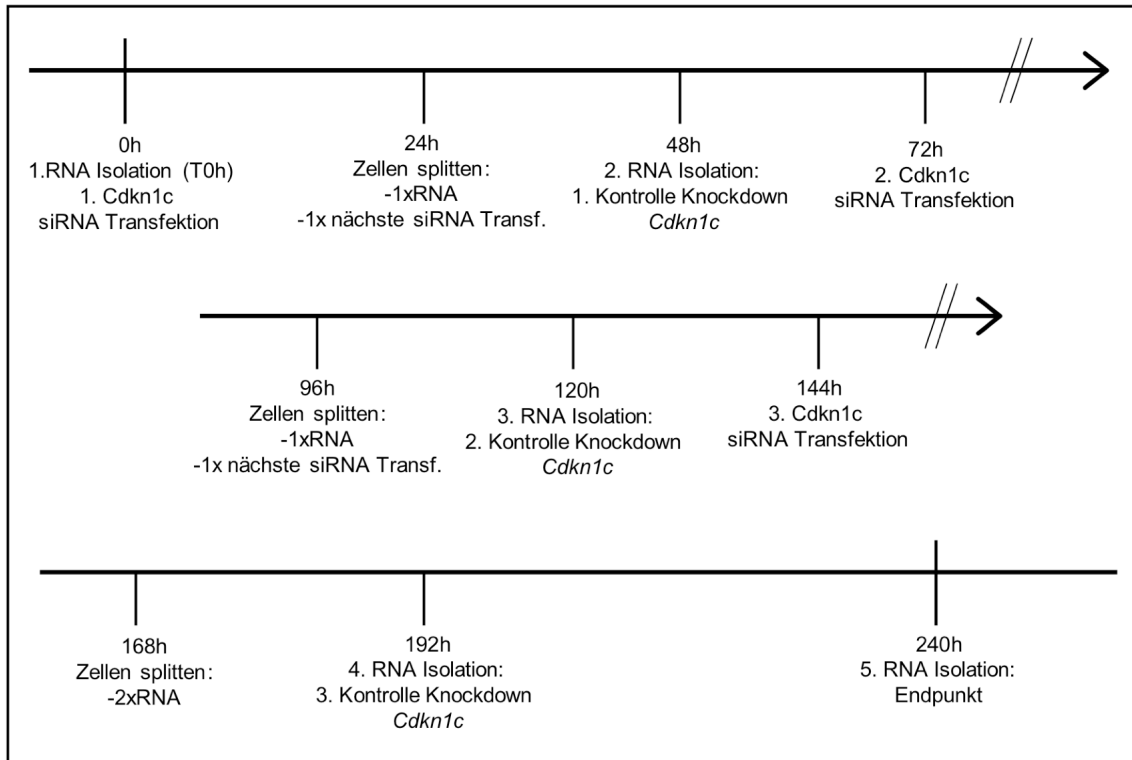 0h
1.RNA Isolation (T0h)
1. Cdkn1c
siRNA Transfektion
24h
Zellen splitten:
-1xRNA
-1x nächste siRNA Transf.
48h
2. RNA Isolation:
1. Kontrolle Knockdown
Cdkn1c
72h
2. Cdkn1c
siRNA Transfektion
96h
Zellen splitten:
-1xRNA
-1x nächste siRNA Transf.
120h
3. RNA Isolation:
2. Kontrolle Knockdown
Cdkn1c
144h
3. Cdkn1c
siRNA Transfektion
168h
Zellen splitten:
-2xRNA
192h
4. RNA Isolation:
3. Kontrolle Knockdown
Cdkn1c
240h
5. RNA Isolation:
Endpunkt